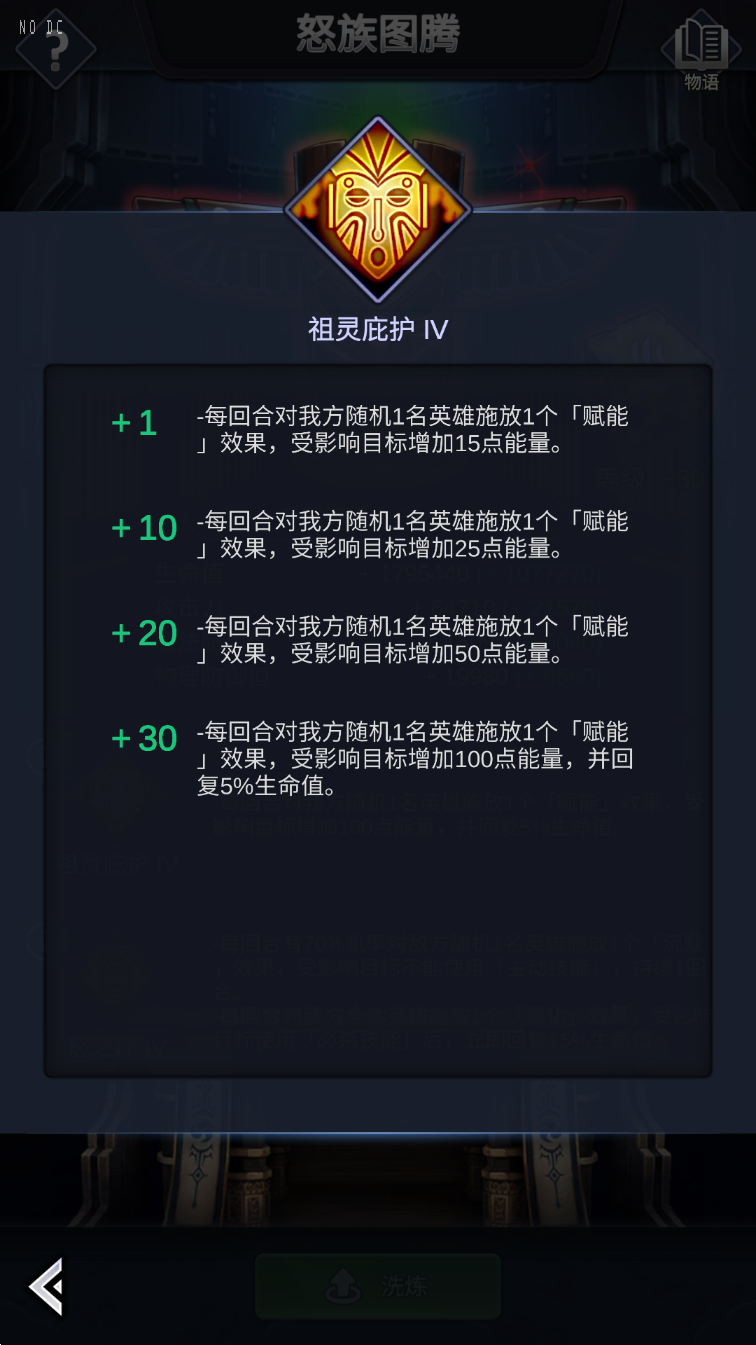 NO DC
怒族图腾
物语
祖灵庇护 IV
+1
-每回合对我方随机1名英雄施放1个「赋能
」效果，受影响目标增加15点能量。
+10
-每回合对我方随机1名英雄施放1个「赋能
」效果，受影响目标增加25点能量。
+20
-每回合对我方随机1名英雄施放1个「赋能
」效果，受影响目标增加50点能量。
+30
-每回合对我方随机1名英雄施放1个「赋能
」效果，受影响目标增加100点能量，并回
复5%生命值。
洗炼